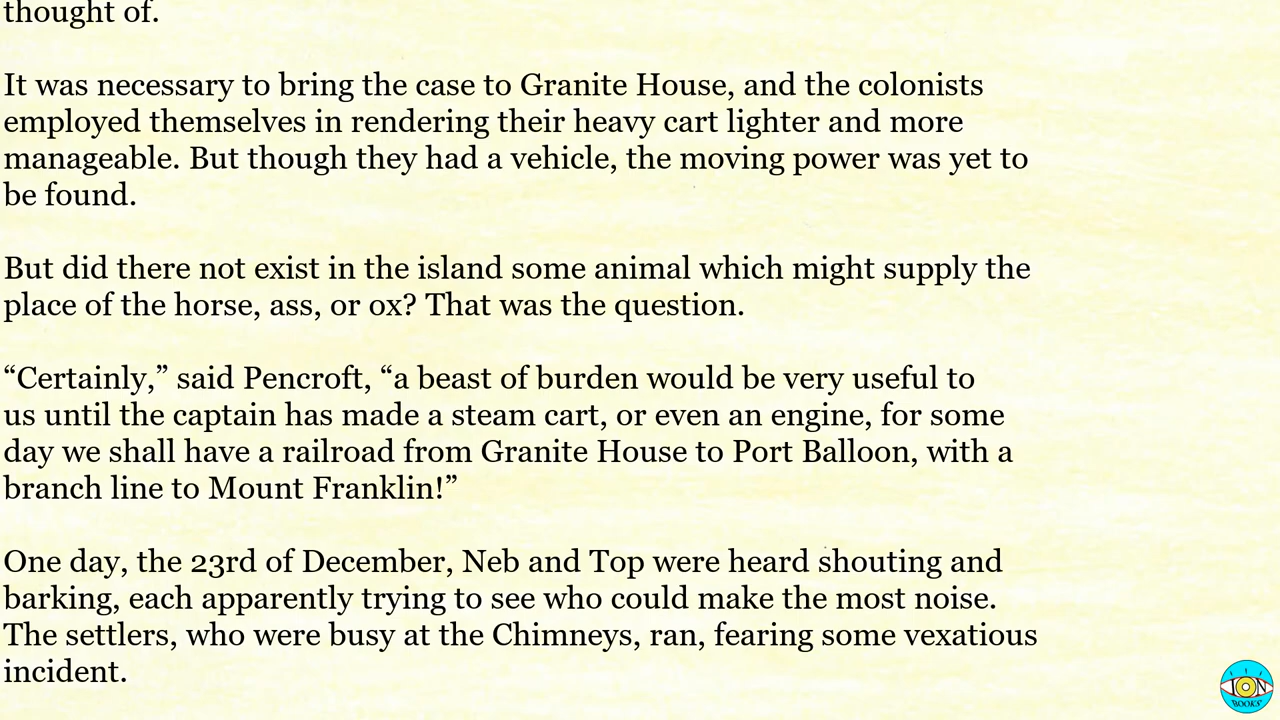 thought of.
It was necessary to bring the case to Granite House, and the colonists
employed themselves in rendering their heavy cart lighter and more
manageable. But though they had a vehicle, the moving power was yet to
be found.
But did there not exist in the island some animal which might supply the
place of the horse, ass, or ox? That was the question.
“Certainly,” said Pencroft, “a beast of burden would be very useful to
us until the captain has made a steam cart, or even an engine, for some
day we shall have a railroad from Granite House to Port Balloon, with a
branch line to Mount Franklin!”
One day, the 23rd of December, Neb and Top were heard shouting and
barking, each apparently trying to see who could make the most noise.
The settlers, who were busy at the Chimneys, ran, fearing some vexatious
incident.
ION
BOOKS